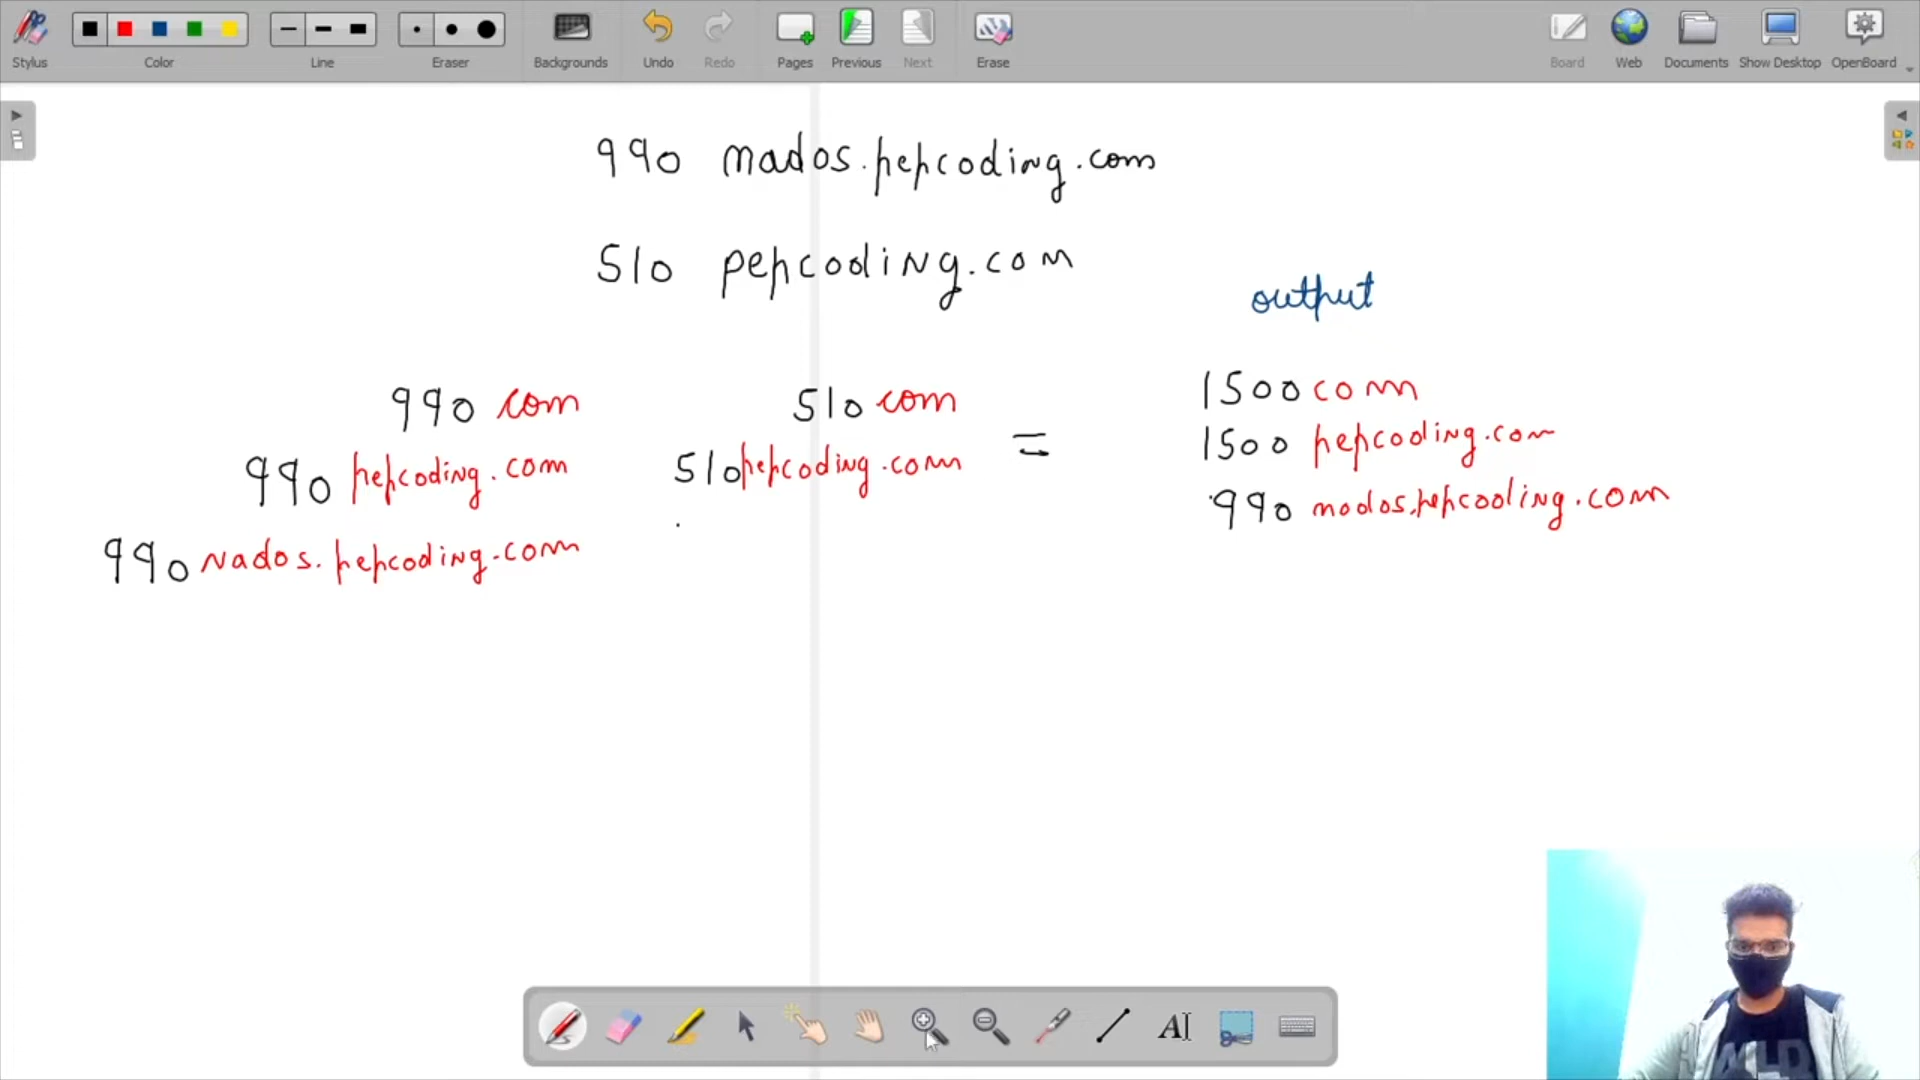 Stylus Color Line Eraser Backgrounds Undo Redo Pages Previous Next Erase Board Web Documents Show Desktop OpenBoard
990 nados.pepcoding.com
510 pepcoding.com
output
990 com 510 com 1500 com
990 pepcoding.com 510 pepcoding.com = 1500 pepcoding.com
990 nados.pepcoding.com 990 nados.pepcoding.com
AI